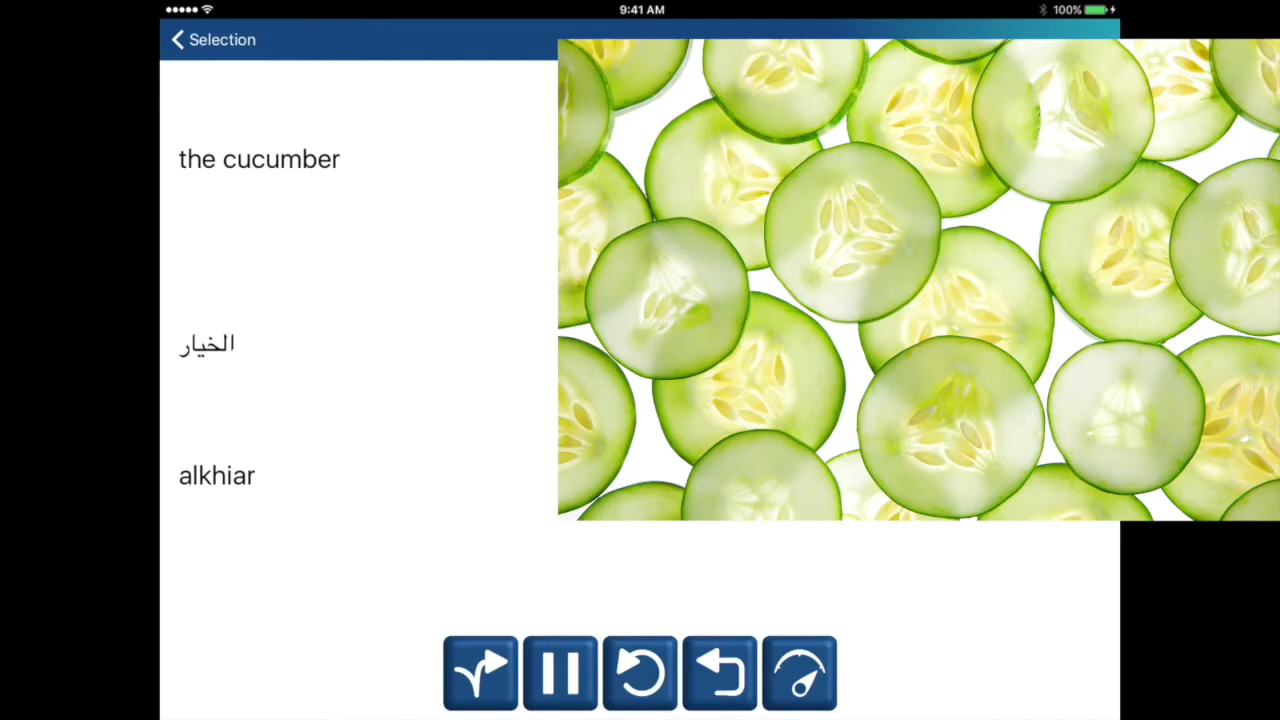 9:41 AM
100%
Selection
the cucumber
الخيار
alkhiar